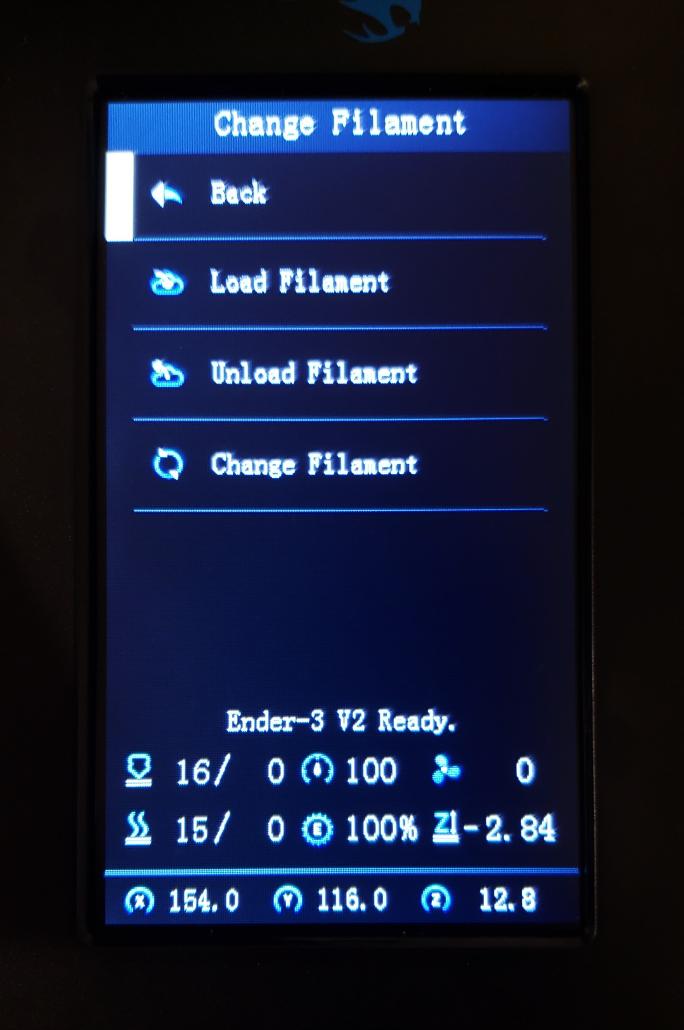 Change Filament
Back
Load Filament
Unload Filament
Change Filament
Ender-3 V2 Ready.
16/ 0 100 0
15/ 0 E 100% Z -2.84
X 154.0 Y 116.0 Z 12.8